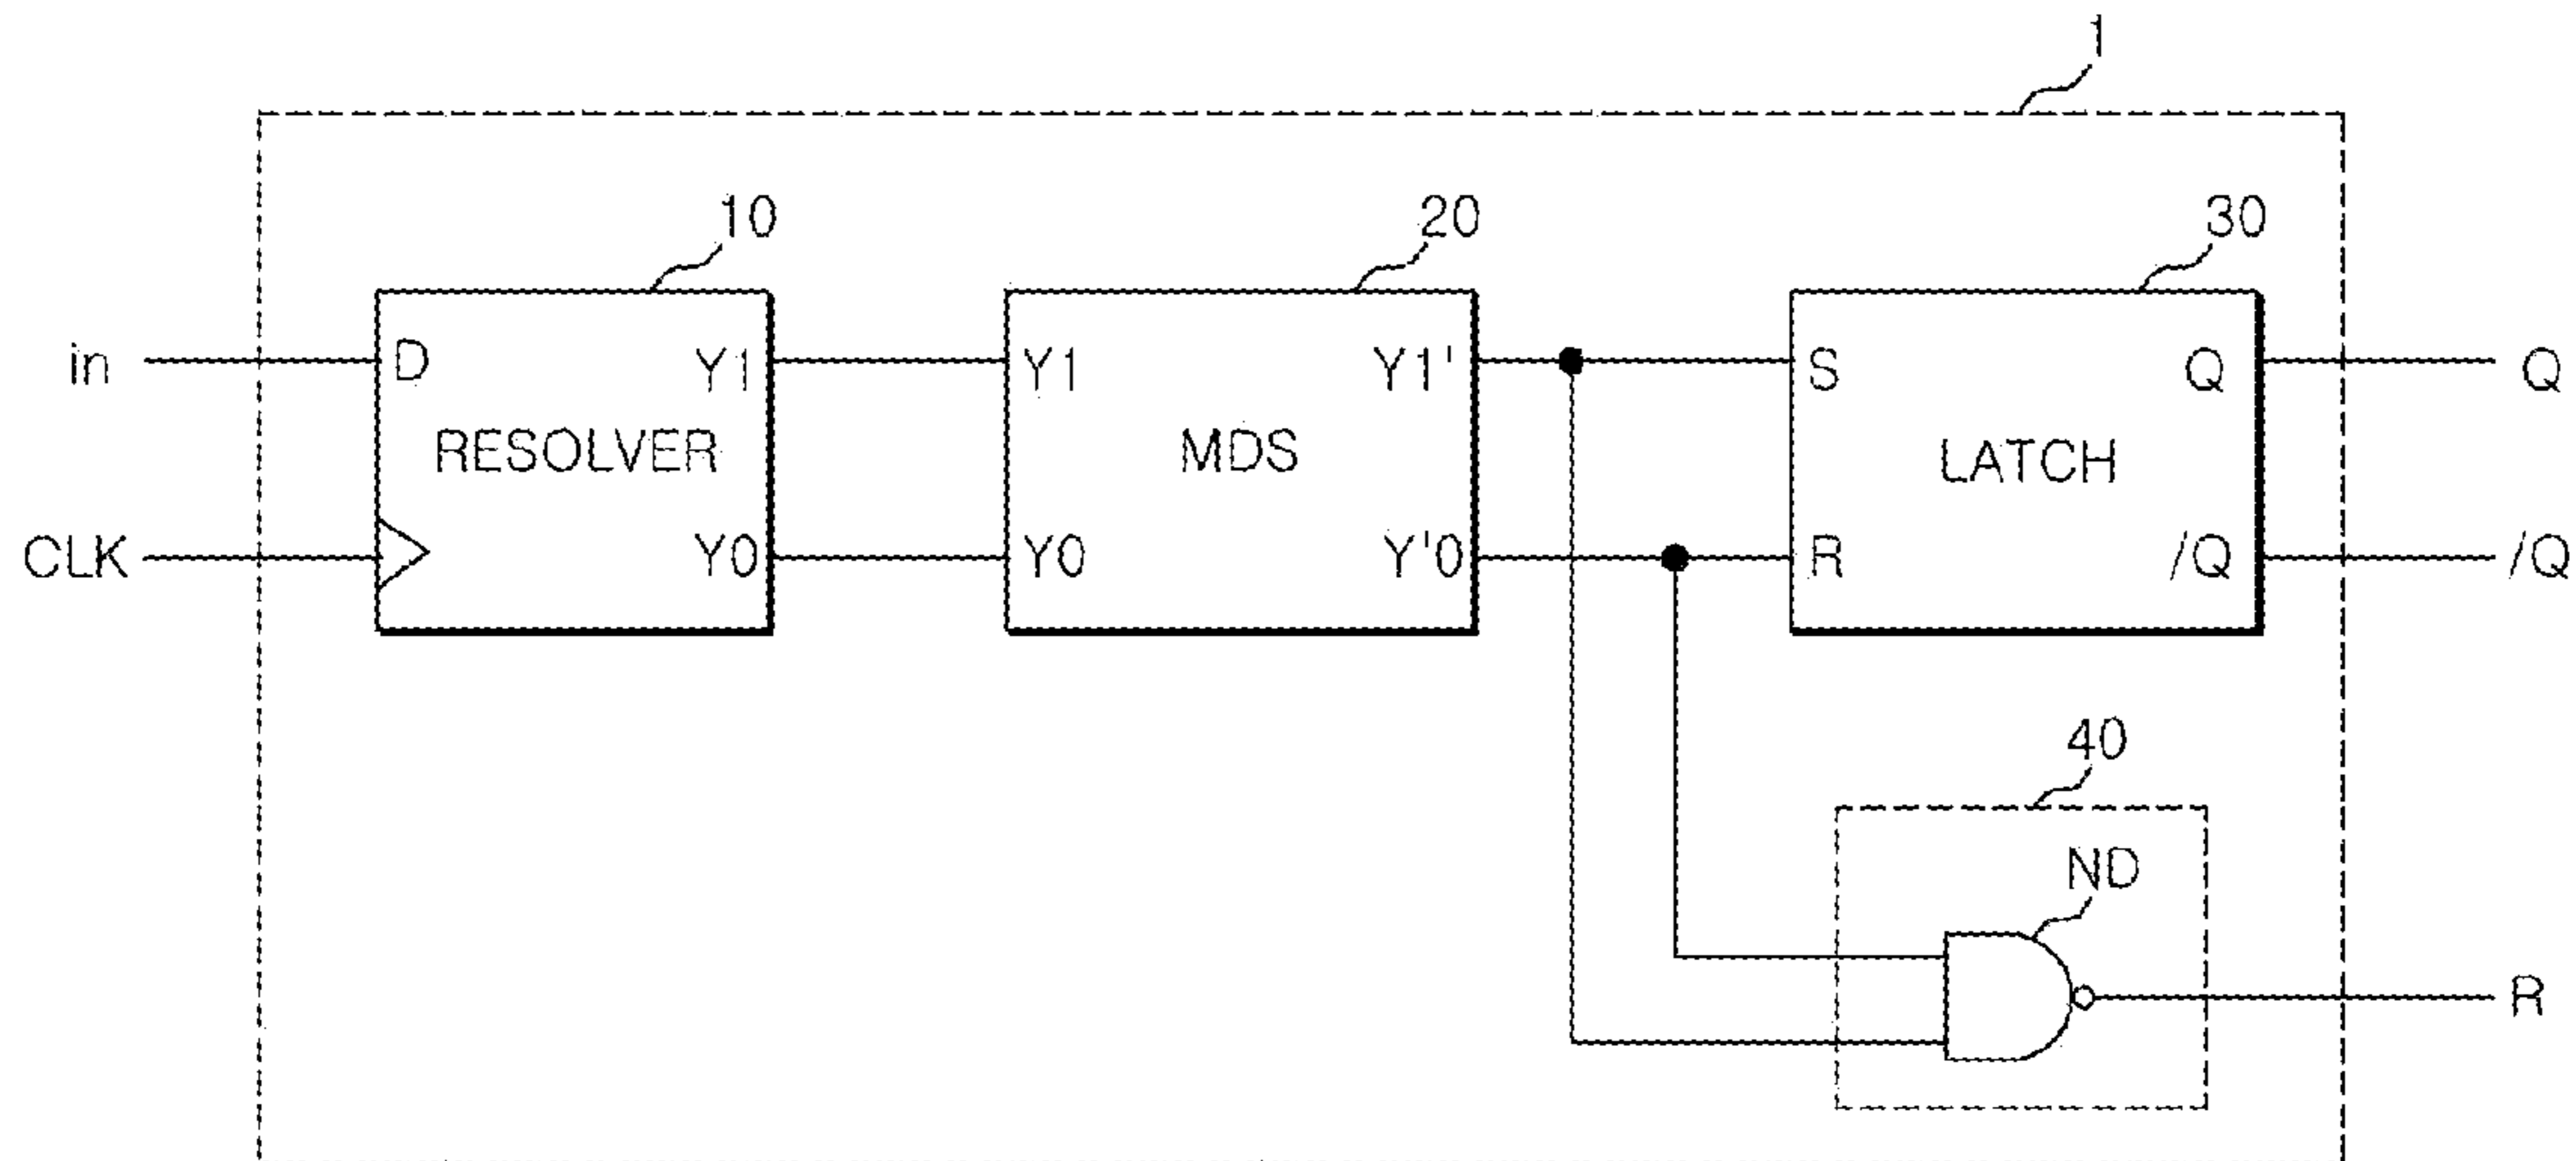 1
10
20
30
in
D
Y1
Y1
Y1'
S
Q
Q
RESOLVER
MDS
LATCH
CLK
Y0
Y0
Y'0
R
/Q
/Q
40
ND
R